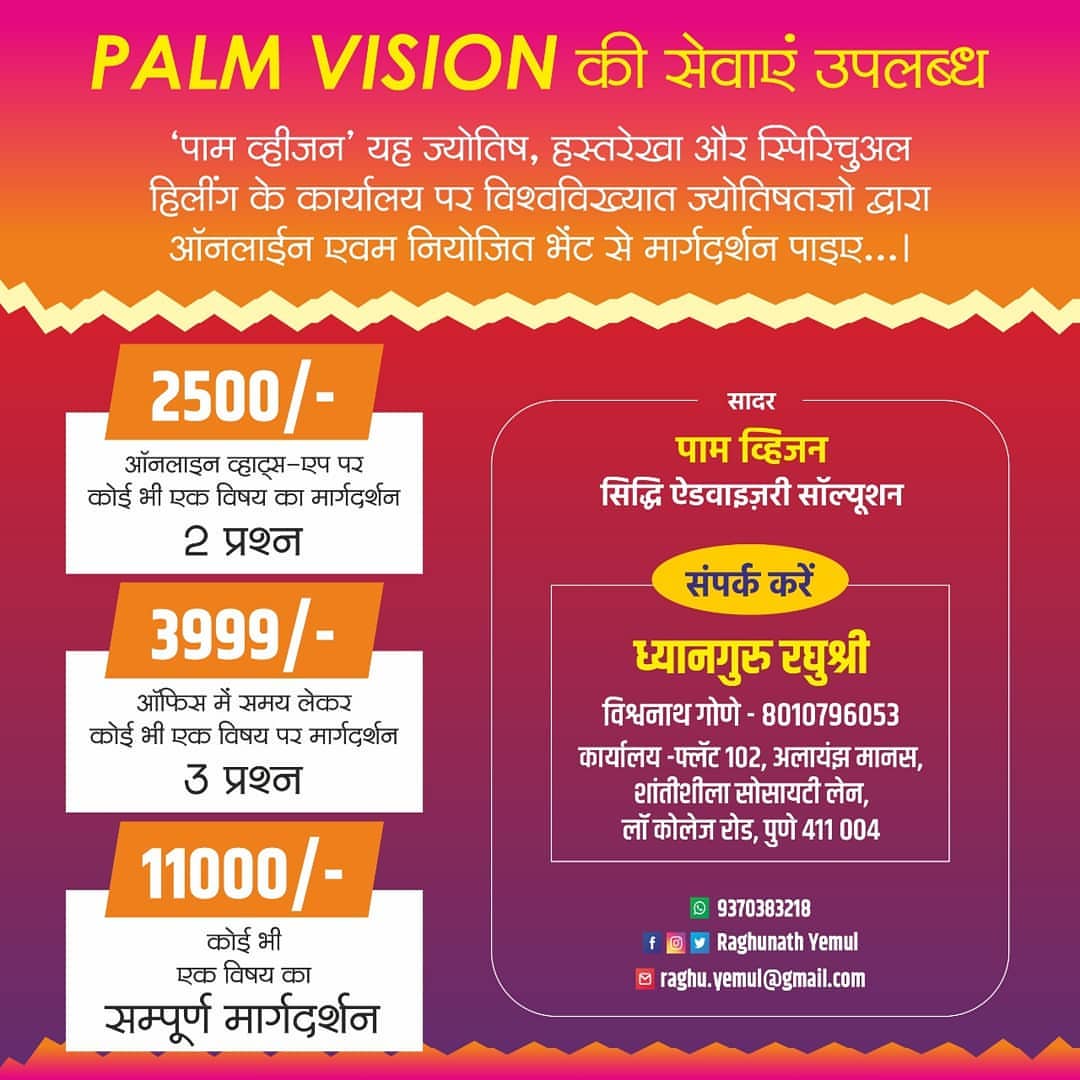 PALM VISION की सेवाएं उपलब्ध
‘पाम व्हीजन’ यह ज्योतिष, हस्तरेखा और स्पिरिचुअल
हिलींग के कार्यालय पर विश्वविख्यात ज्योतिषतज्ञो द्वारा
ऑनलाईन एवम नियोजित भेंट से मार्गदर्शन पाइए...।
2500/-
ऑनलाइन व्हाट्स-एप पर
कोई भी एक विषय का मार्गदर्शन
2 प्रश्न
3999/-
ऑफिस में समय लेकर
कोई भी एक विषय पर मार्गदर्शन
3 प्रश्न
11000/-
कोई भी
एक विषय का
सम्पूर्ण मार्गदर्शन
सादर
पाम व्हिजन
सिद्धि ऐडवाइज़री सॉल्यूशन
संपर्क करें
ध्यानगुरु रघुश्री
विश्वनाथ गोणे - 8010796053
कार्यालय -फ्लॅट 102, अलायंझ मानस,
शांतीशीला सोसायटी लेन,
लॉ कोलेज रोड, पुणे 411 004
9370383218
Raghunath Yemul
raghu.yemul@gmail.com